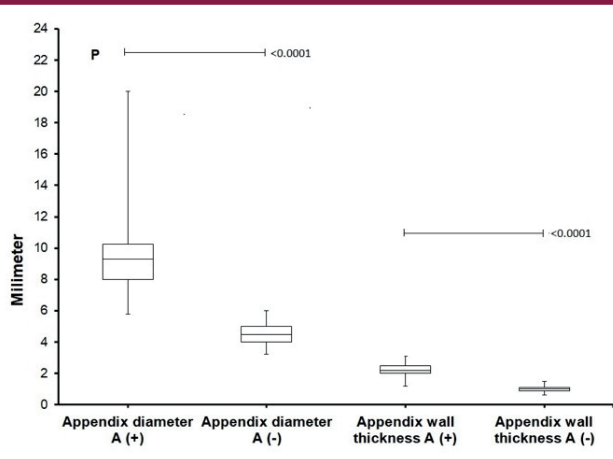 24
22
20
18
16
14
12
10
8
6
4
2
0
Milimeter
P
<0.0001
<0.0001
Appendix diameter A (+)
Appendix diameter A (-)
Appendix wall thickness A (+)
Appendix wall thickness A (-)